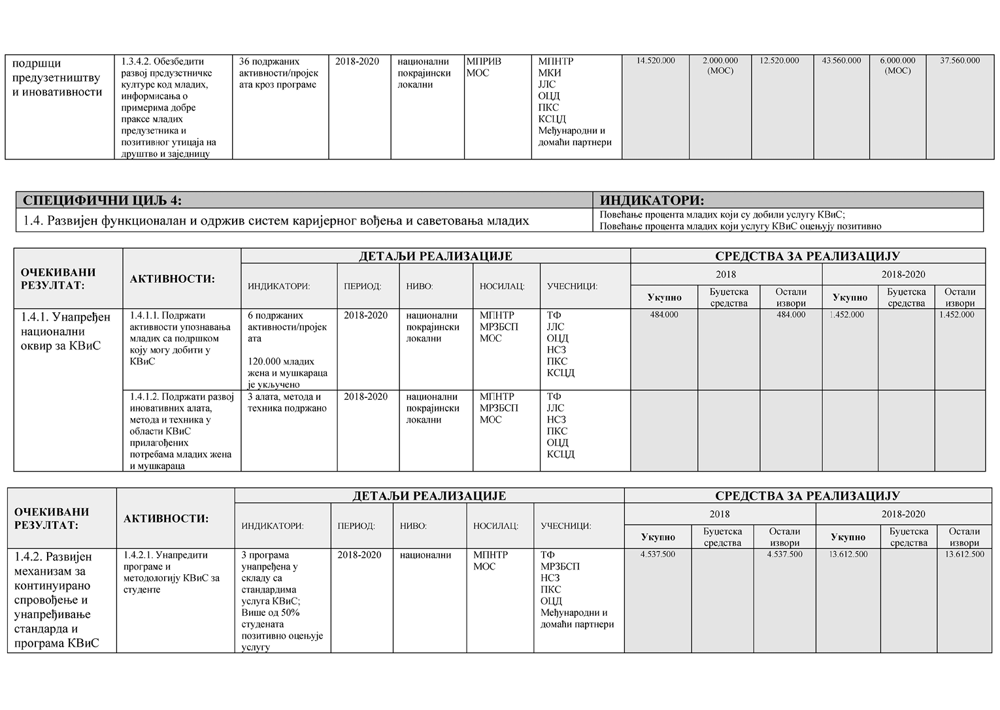 подршци
предузетништву
и иновативности
1.3.4.2. Обезбедити
развој предузетничке
културе код младих,
информисања о
примерима добре
праксе младих
предузетника и
позитивног утицаја на
друштво и заједницу
36 подржаних
активности/пројек
ата кроз програме
2018-2020
национални
покрајински
локални
МПРИВ
МОС
МПНТР
МКИ
ЈЛС
ОЦД
ПКС
КСЦД
Међународни и
домаћи партнери
14.520.000
2.000.000
(МОС)
12.520.000
43.560.000
6.000.000
(МОС)
37.560.000
СПЕЦИФИЧНИ ЦИЉ 4:
ИНДИКАТОРИ:
1.4. Развијен функционалан и одржив систем каријерног вођења и саветовања младих
Повећање процента младих који су добили услугу КВиС;
Повећање процента младих који услугу КВиС оцењују позитивно
ОЧЕКИВАНИ
РЕЗУЛТАТ:
АКТИВНОСТИ:
ДЕТАЉИ РЕАЛИЗАЦИЈЕ
СРЕДСТВА ЗА РЕАЛИЗАЦИЈУ
ИНДИКАТОРИ:
ПЕРИОД:
НИВО:
НОСИЛАЦ:
УЧЕСНИЦИ:
2018
2018-2020
Укупно
Буџетска
средства
Остали
извори
Укупно
Буџетска
средства
Остали
извори
1.4.1. Унапређен
национални
оквир за КВиС
1.4.1.1. Подржати
активности упознавања
младих са подршком
коју могу добити у
КВиС
6 подржаних
активности/пројек
ата
120.000 младих
жена и мушкараца
је укључено
2018-2020
национални
покрајински
локални
МПНТР
МРЗБСП
МОС
ТФ
ЈЛС
ОЦД
НСЗ
ПКС
КСЦД
484.000
484.000
1.452.000
1.452.000
1.4.1.2. Подржати развој
иновативних алата,
метода и техника у
области КВиС
прилагођених
потребама младих жена
и мушкараца
3 алата, метода и
техника подржано
2018-2020
национални
покрајински
локални
МПНТР
МРЗБСП
МОС
ТФ
ЈЛС
НСЗ
ПКС
ОЦД
КСЦД
ОЧЕКИВАНИ
РЕЗУЛТАТ:
АКТИВНОСТИ:
ДЕТАЉИ РЕАЛИЗАЦИЈЕ
СРЕДСТВА ЗА РЕАЛИЗАЦИЈУ
ИНДИКАТОРИ:
ПЕРИОД:
НИВО:
НОСИЛАЦ:
УЧЕСНИЦИ:
2018
2018-2020
Укупно
Буџетска
средства
Остали
извори
Укупно
Буџетска
средства
Остали
извори
1.4.2. Развијен
механизам за
континуирано
спровођење и
унапређивање
стандарда и
програма КВиС
1.4.2.1. Унапредити
програме и
методологију КВиС за
студенте
3 програма
унапређена у
складу са
стандардима
услуга КВиС;
Више од 50%
студената
позитивно оцењује
услугу
2018-2020
национални
МПНТР
МОС
ТФ
МРЗБСП
НСЗ
ПКС
ОЦД
Међународни и
домаћи партнери
4.537.500
4.537.500
13.612.500
13.612.500